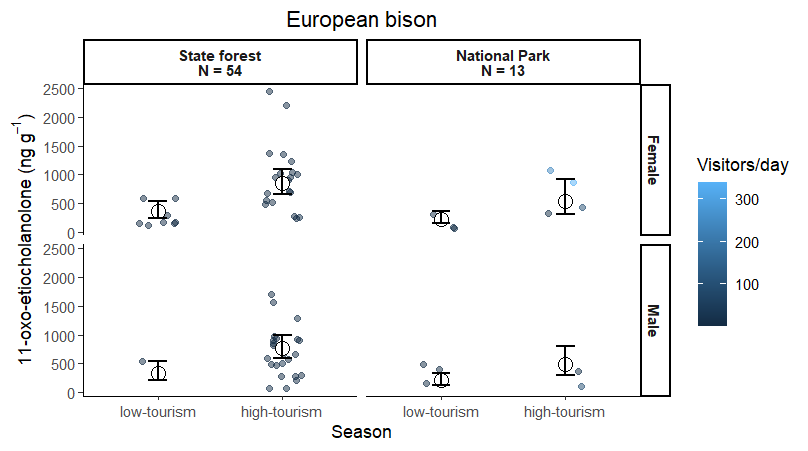 European bison
State forest
N = 54
National Park
N = 13
11-oxo-etiocholanolone (ng g⁻¹)
2500
2000
1500
1000
500
0
Female
2500
2000
1500
1000
500
0
Male
low-tourism
high-tourism
low-tourism
high-tourism
Season
Visitors/day
300
200
100